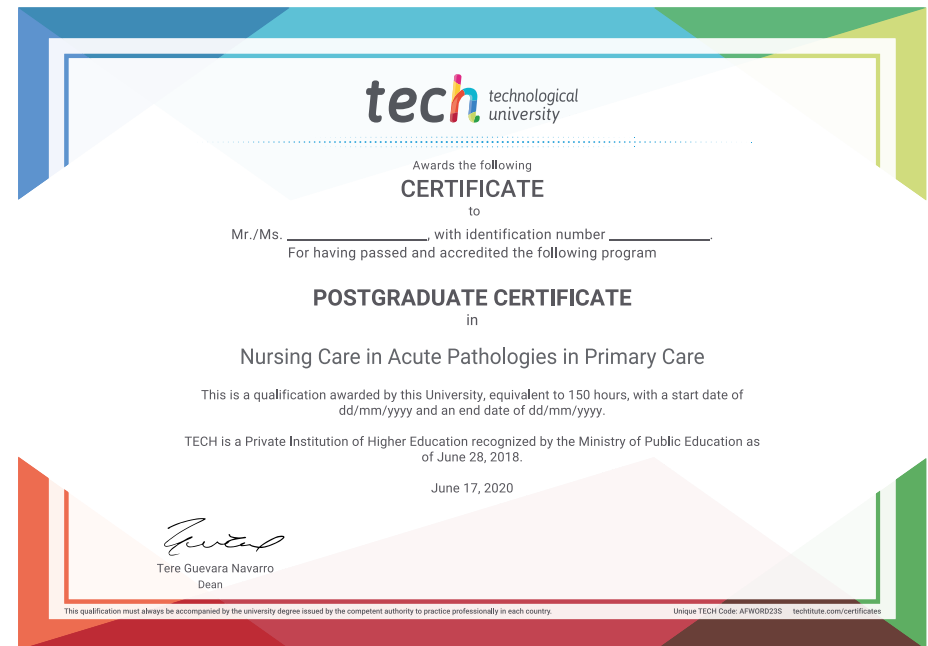 tech technological
university
Awards the following
CERTIFICATE
to
Mr./Ms. ____________________, with identification number ______________.
For having passed and accredited the following program
POSTGRADUATE CERTIFICATE
in
Nursing Care in Acute Pathologies in Primary Care
This is a qualification awarded by this University, equivalent to 150 hours, with a start date of
dd/mm/yyyy and an end date of dd/mm/yyyy.
TECH is a Private Institution of Higher Education recognized by the Ministry of Public Education as
of June 28, 2018.
June 17, 2020
Tere Guevara Navarro
Dean
This qualification must always be accompanied by the university degree issued by the competent authority to practice professionally in each country.
Unique TECH Code: AFWORD23S techtitute.com/certificates